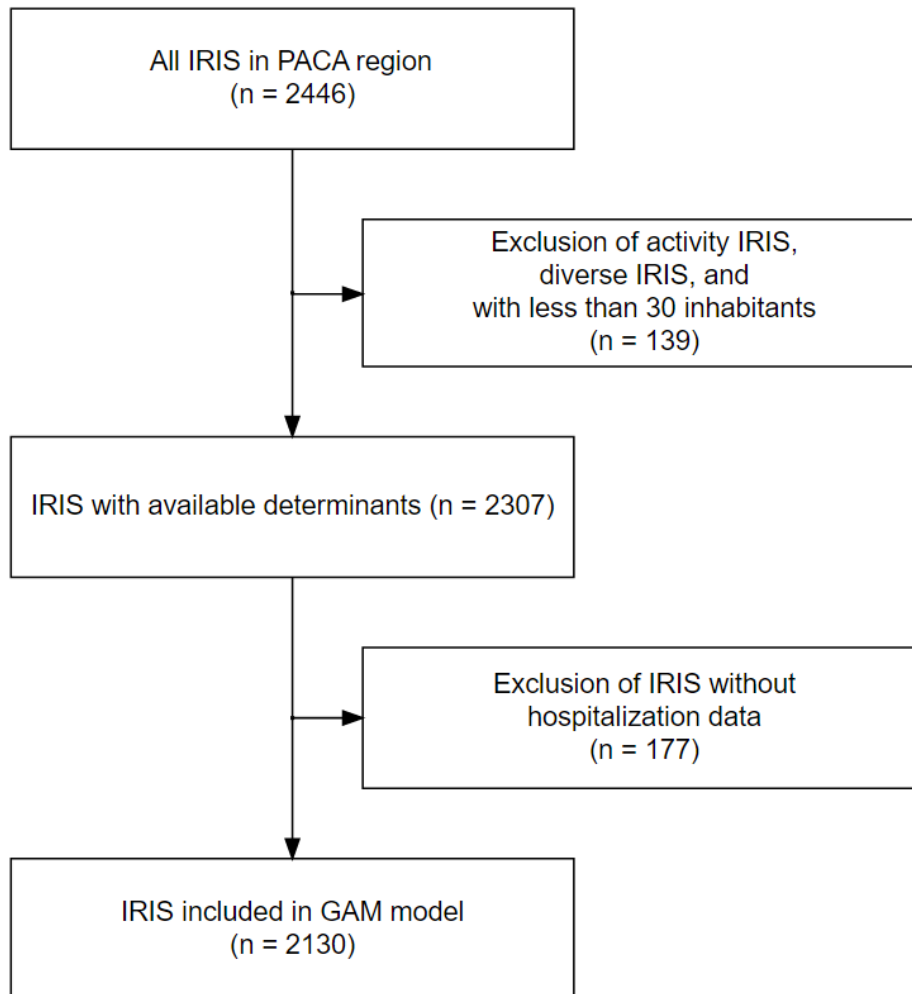 All IRIS in PACA region
(n = 2446)
Exclusion of activity IRIS,
diverse IRIS, and
with less than 30 inhabitants
(n = 139)
IRIS with available determinants (n = 2307)
Exclusion of IRIS without
hospitalization data
(n = 177)
IRIS included in GAM model
(n = 2130)